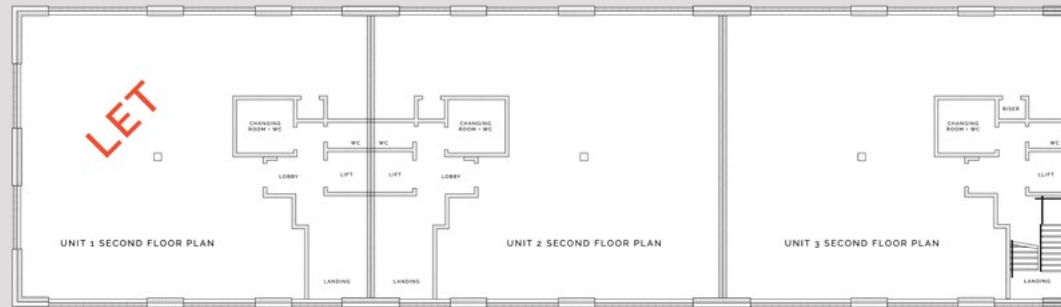 LET
CHANGING
ROOM + WC
WC
LIFT
LOBBY
LANDING
UNIT 1 SECOND FLOOR PLAN
CHANGING
ROOM + WC
WC
LIFT
LOBBY
LANDING
UNIT 2 SECOND FLOOR PLAN
CHANGING
ROOM + WC
RISER
WC
LLIFT
UNIT 3 SECOND FLOOR PLAN
LANDING